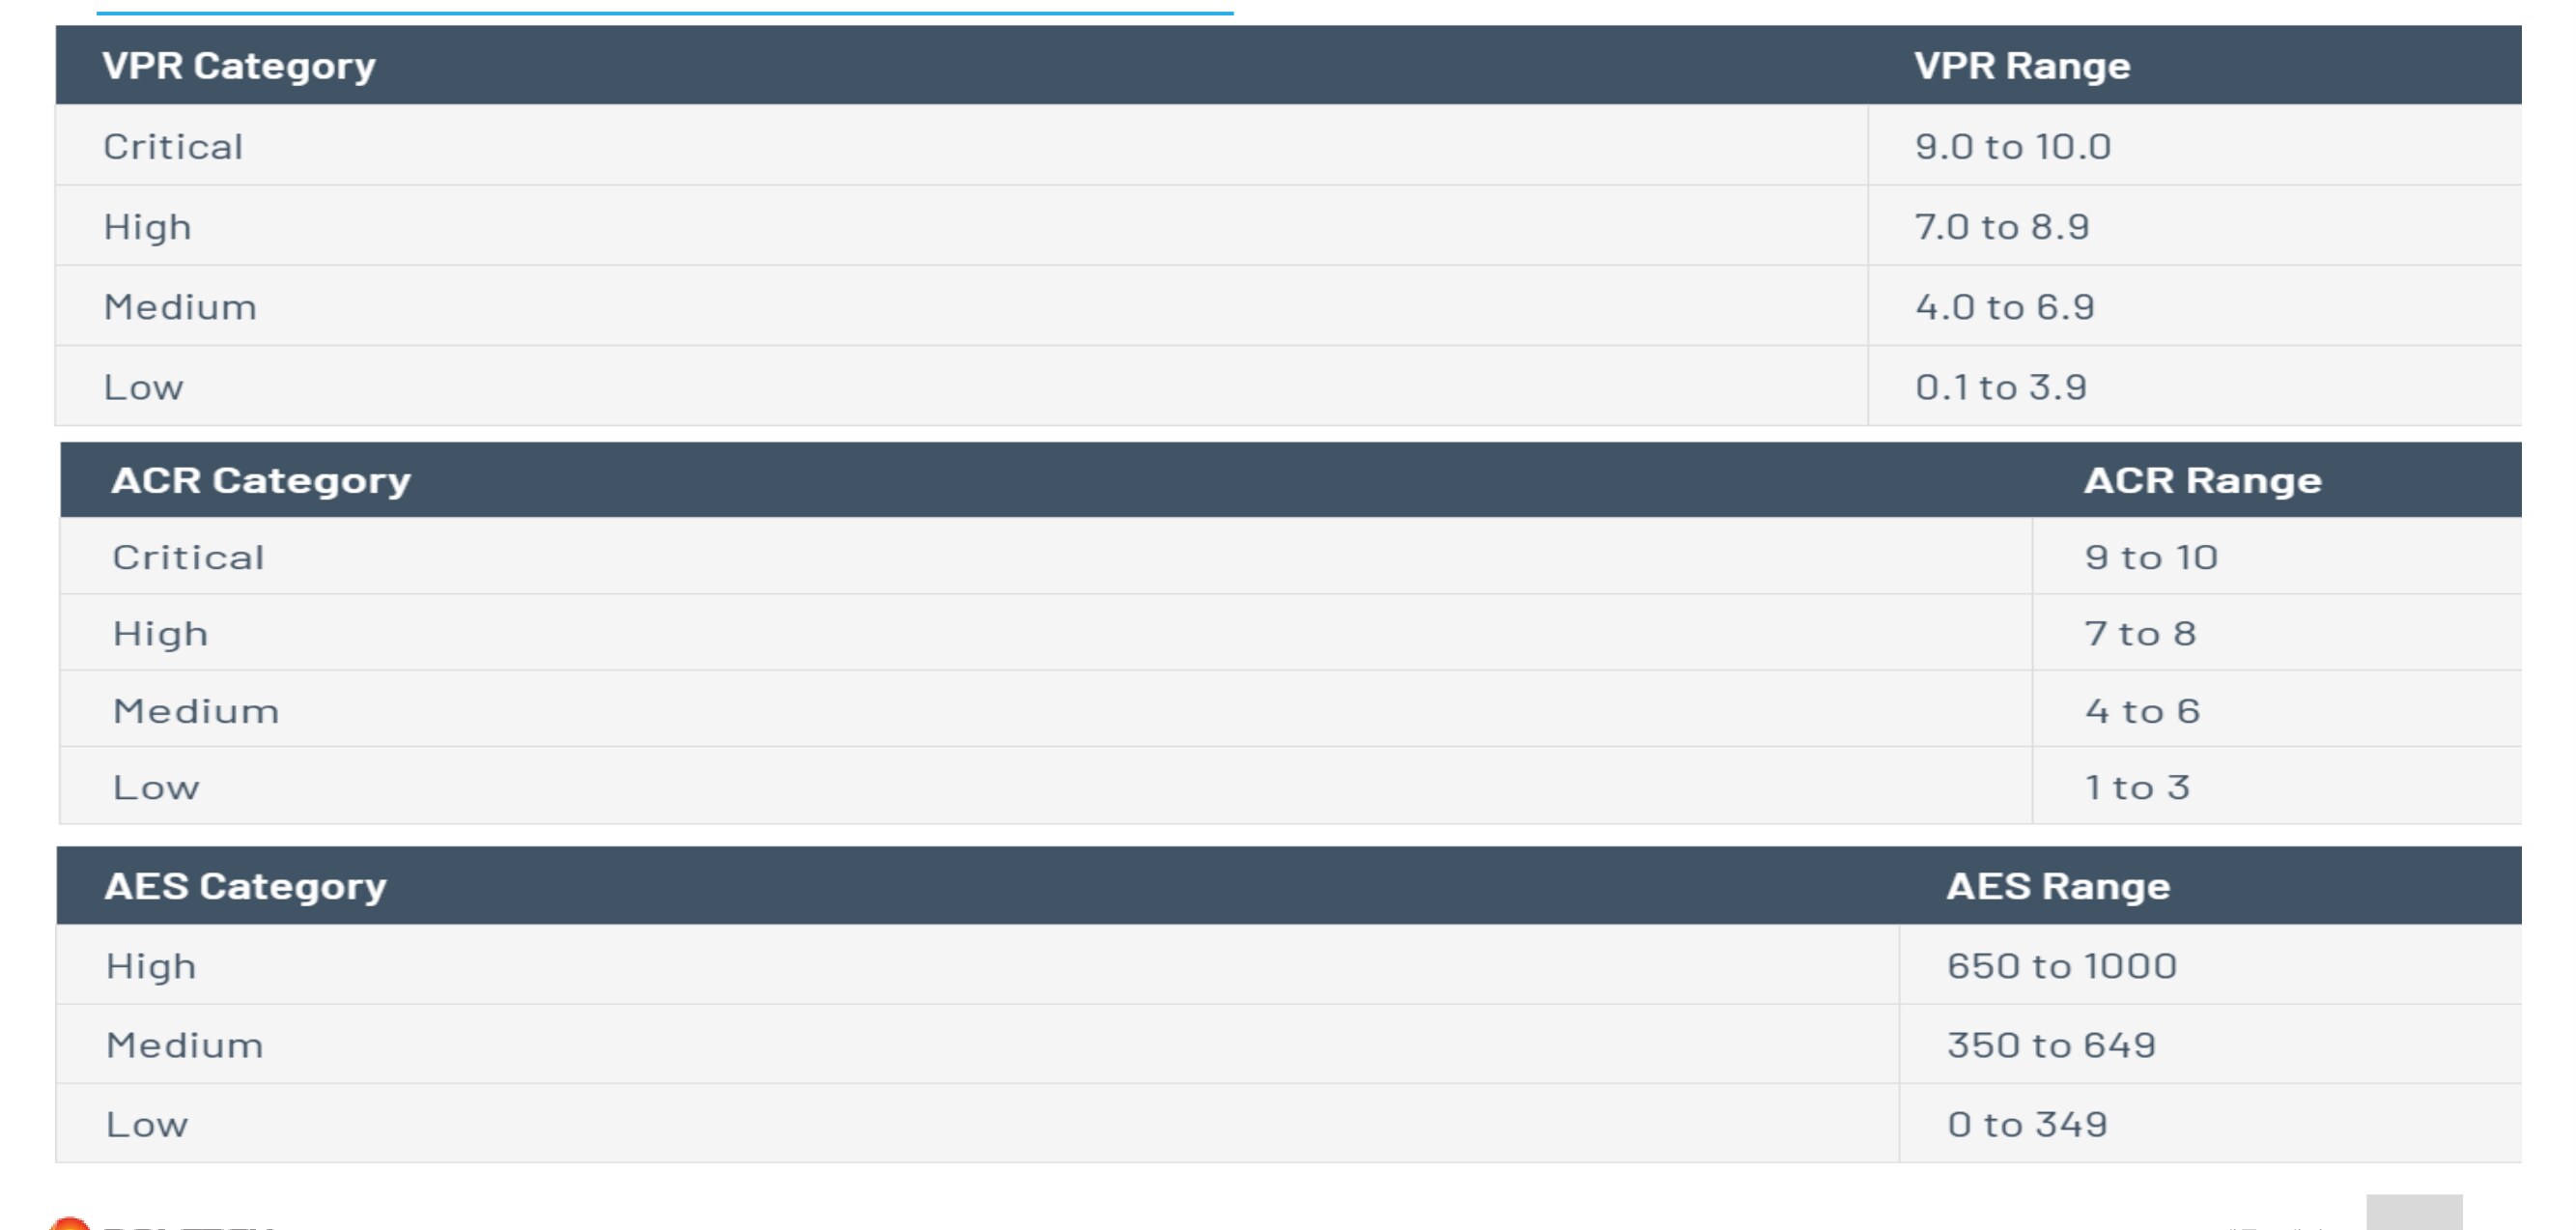 VPR Category VPR Range
Critical 9.0 to 10.0
High 7.0 to 8.9
Medium 4.0 to 6.9
Low 0.1 to 3.9
ACR Category ACR Range
Critical 9 to 10
High 7 to 8
Medium 4 to 6
Low 1 to 3
AES Category AES Range
High 650 to 1000
Medium 350 to 649
Low 0 to 349